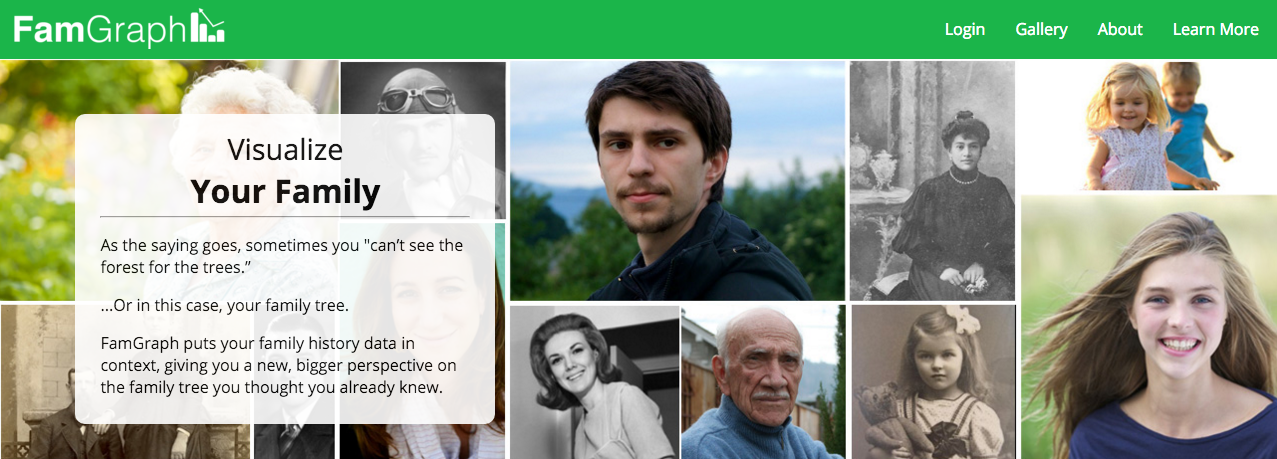 FamGraph
Login
Gallery
About
Learn More
Visualize
Your Family
As the saying goes, sometimes you "can’t see the
forest for the trees.”
...Or in this case, your family tree.
FamGraph puts your family history data in
context, giving you a new, bigger perspective on
the family tree you thought you already knew.